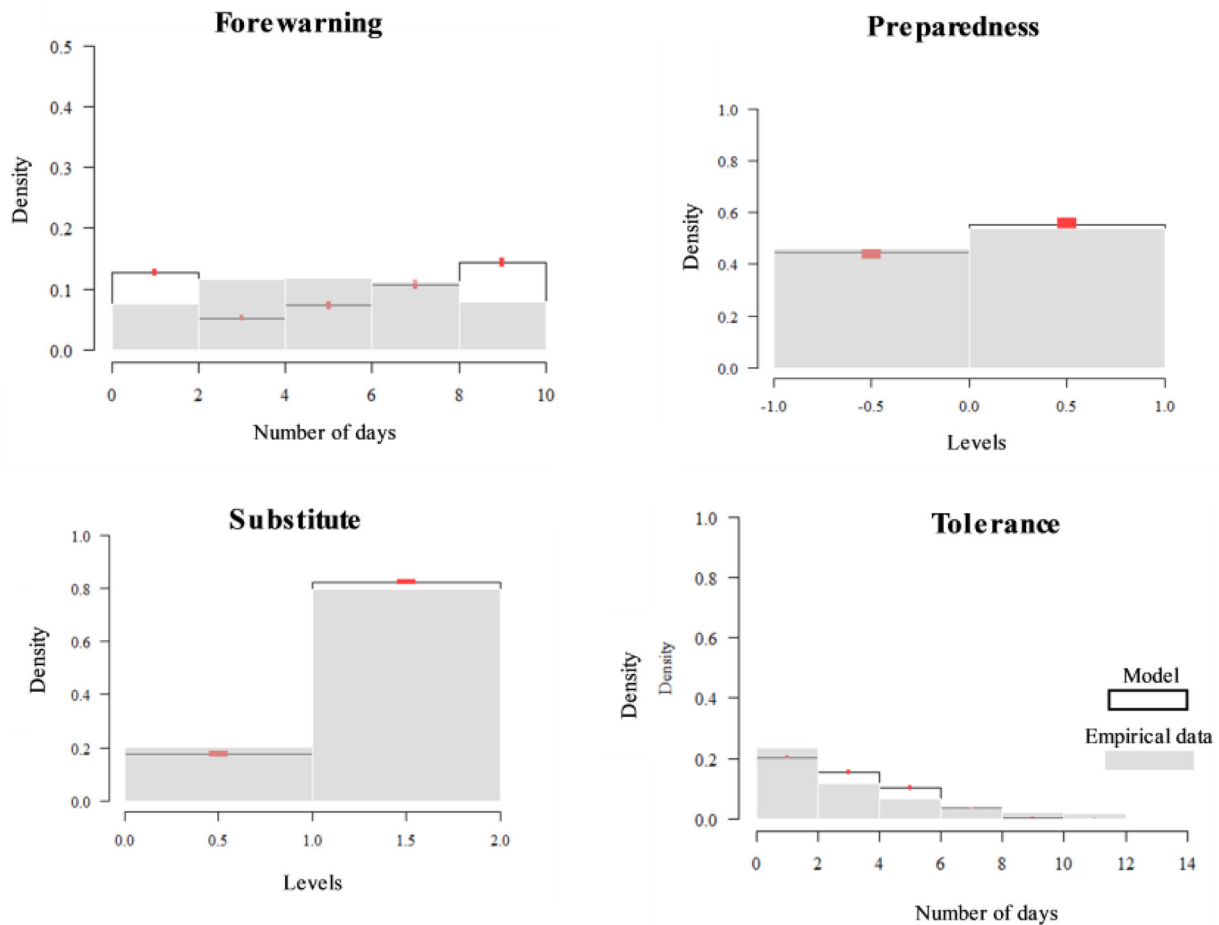 Forewarning
0.5
0.4
0.3
0.2
0.1
0.0
Density
0 2 4 6 8 10
Number of days
Preparedness
1.0
0.8
0.6
0.4
0.2
0.0
Density
-1.0 -0.5 0.0 0.5 1.0
Levels
Substitute
1.0
0.8
0.6
0.4
0.2
0.0
Density
0.0 0.5 1.0 1.5 2.0
Levels
Tolerance
1.0
0.8
0.6
0.4
0.2
0.0
Density
Density
Model
Empirical data
0 2 4 6 8 10 12 14
Number of days